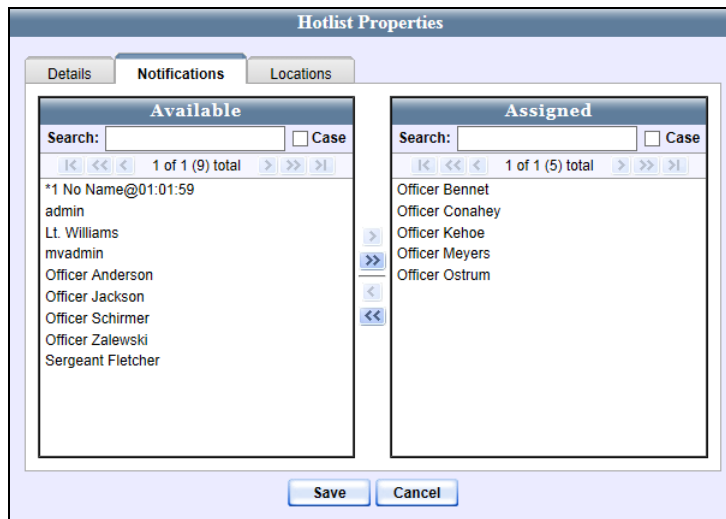 Hotlist Properties
Details Notifications Locations
Available
Search: Case
1 of 1 (9) total
*1 No Name@01:01:59
admin
Lt. Williams
mvadmin
Officer Anderson
Officer Jackson
Officer Schirmer
Officer Zalewski
Sergeant Fletcher
Assigned
Search: Case
1 of 1 (5) total
Officer Bennet
Officer Conahey
Officer Kehoe
Officer Meyers
Officer Ostrum
Save Cancel